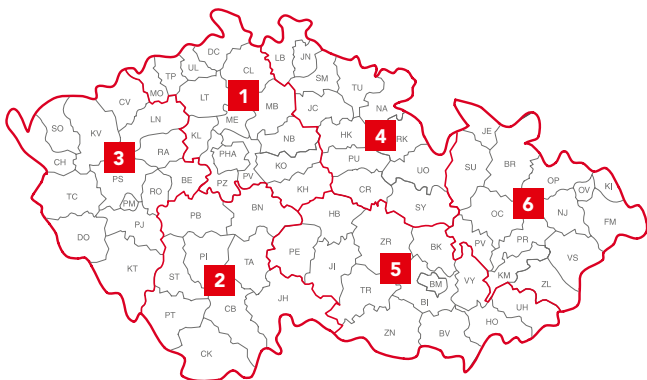 DC
LB
JN
UL
CL
SM
TP
TU
MO
LT
1
CV
MB
JC
NA
LN
ME
SO
KV
KL
NB
HK
4
RK
JE
RA
PHA
3
CH
PU
BR
KO
UO
SU
PS
BE
PZ
PV
OP
KI
TC
RO
KH
CR
OV
PM
BN
SY
OC
6
NJ
FM
PB
HB
PJ
DO
ZR
BK
PV
PR
PE
PI
TA
VS
KT
JI
5
KM
ST
2
BM
VY
ZL
TR
JH
BI
UH
PT
CB
HO
ZN
BV
CK